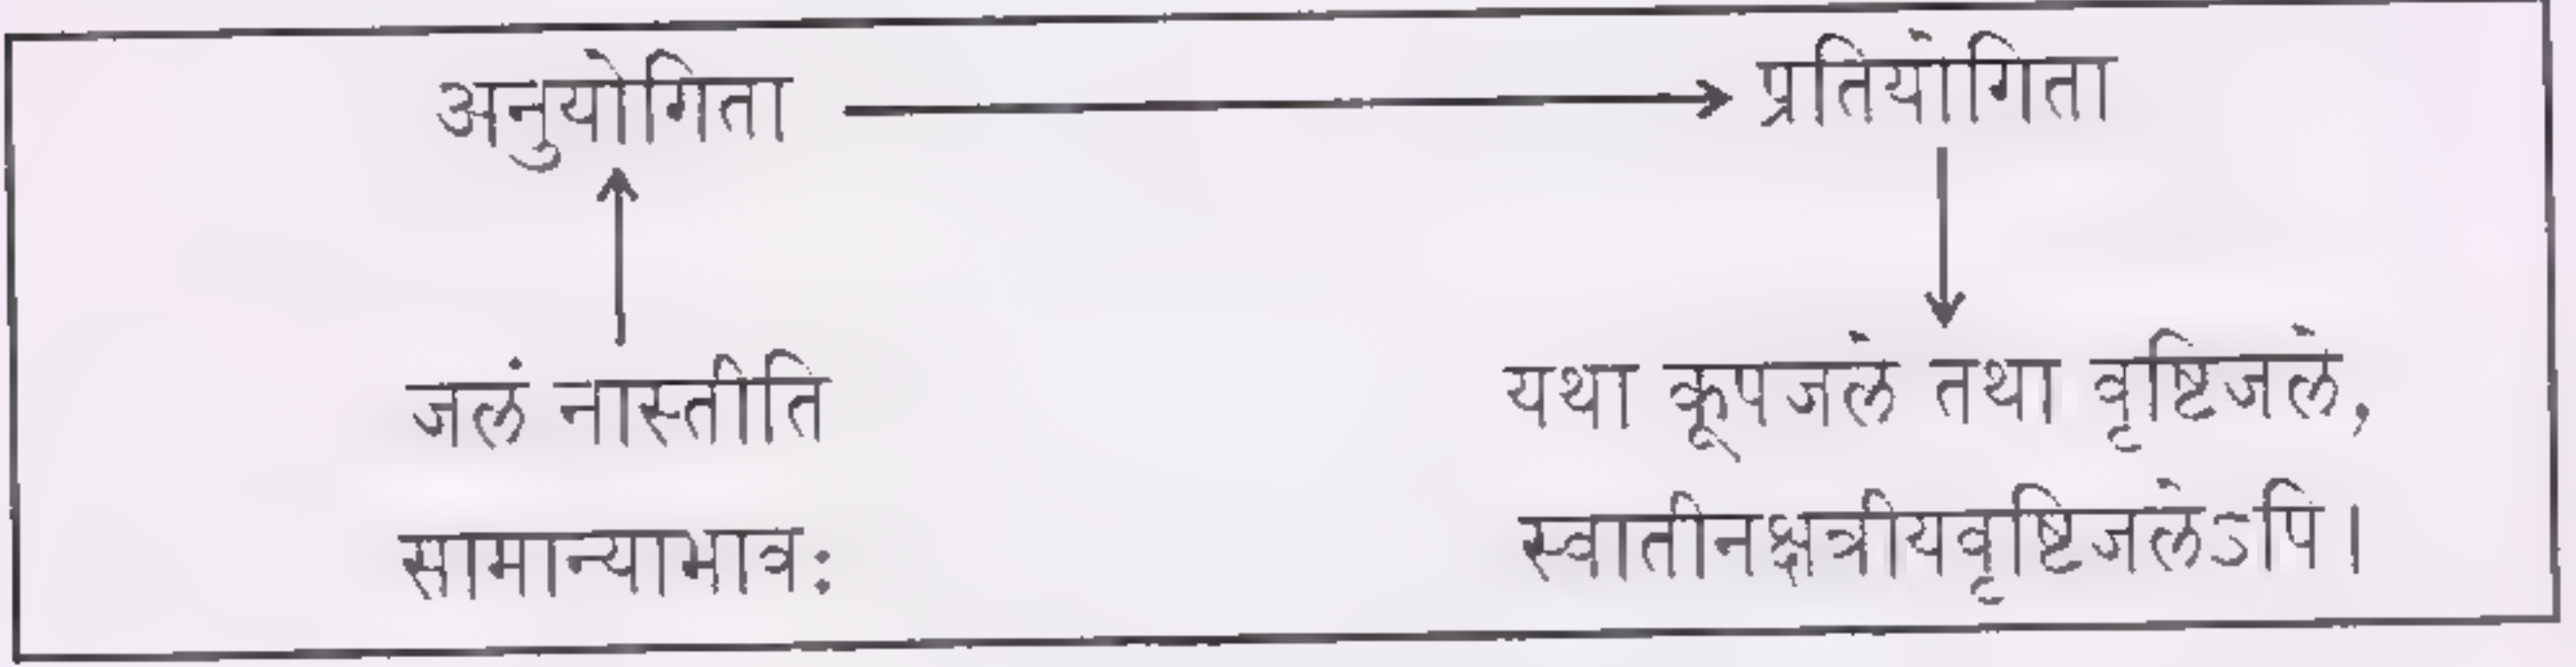 अनुयोगिता
प्रतियोगिता
जलं नास्तीति
सामान्याभावः
यथा कूपजले तथा वृष्टिजले,
स्वातीनक्षत्रीयवृष्टिजलेऽपि।